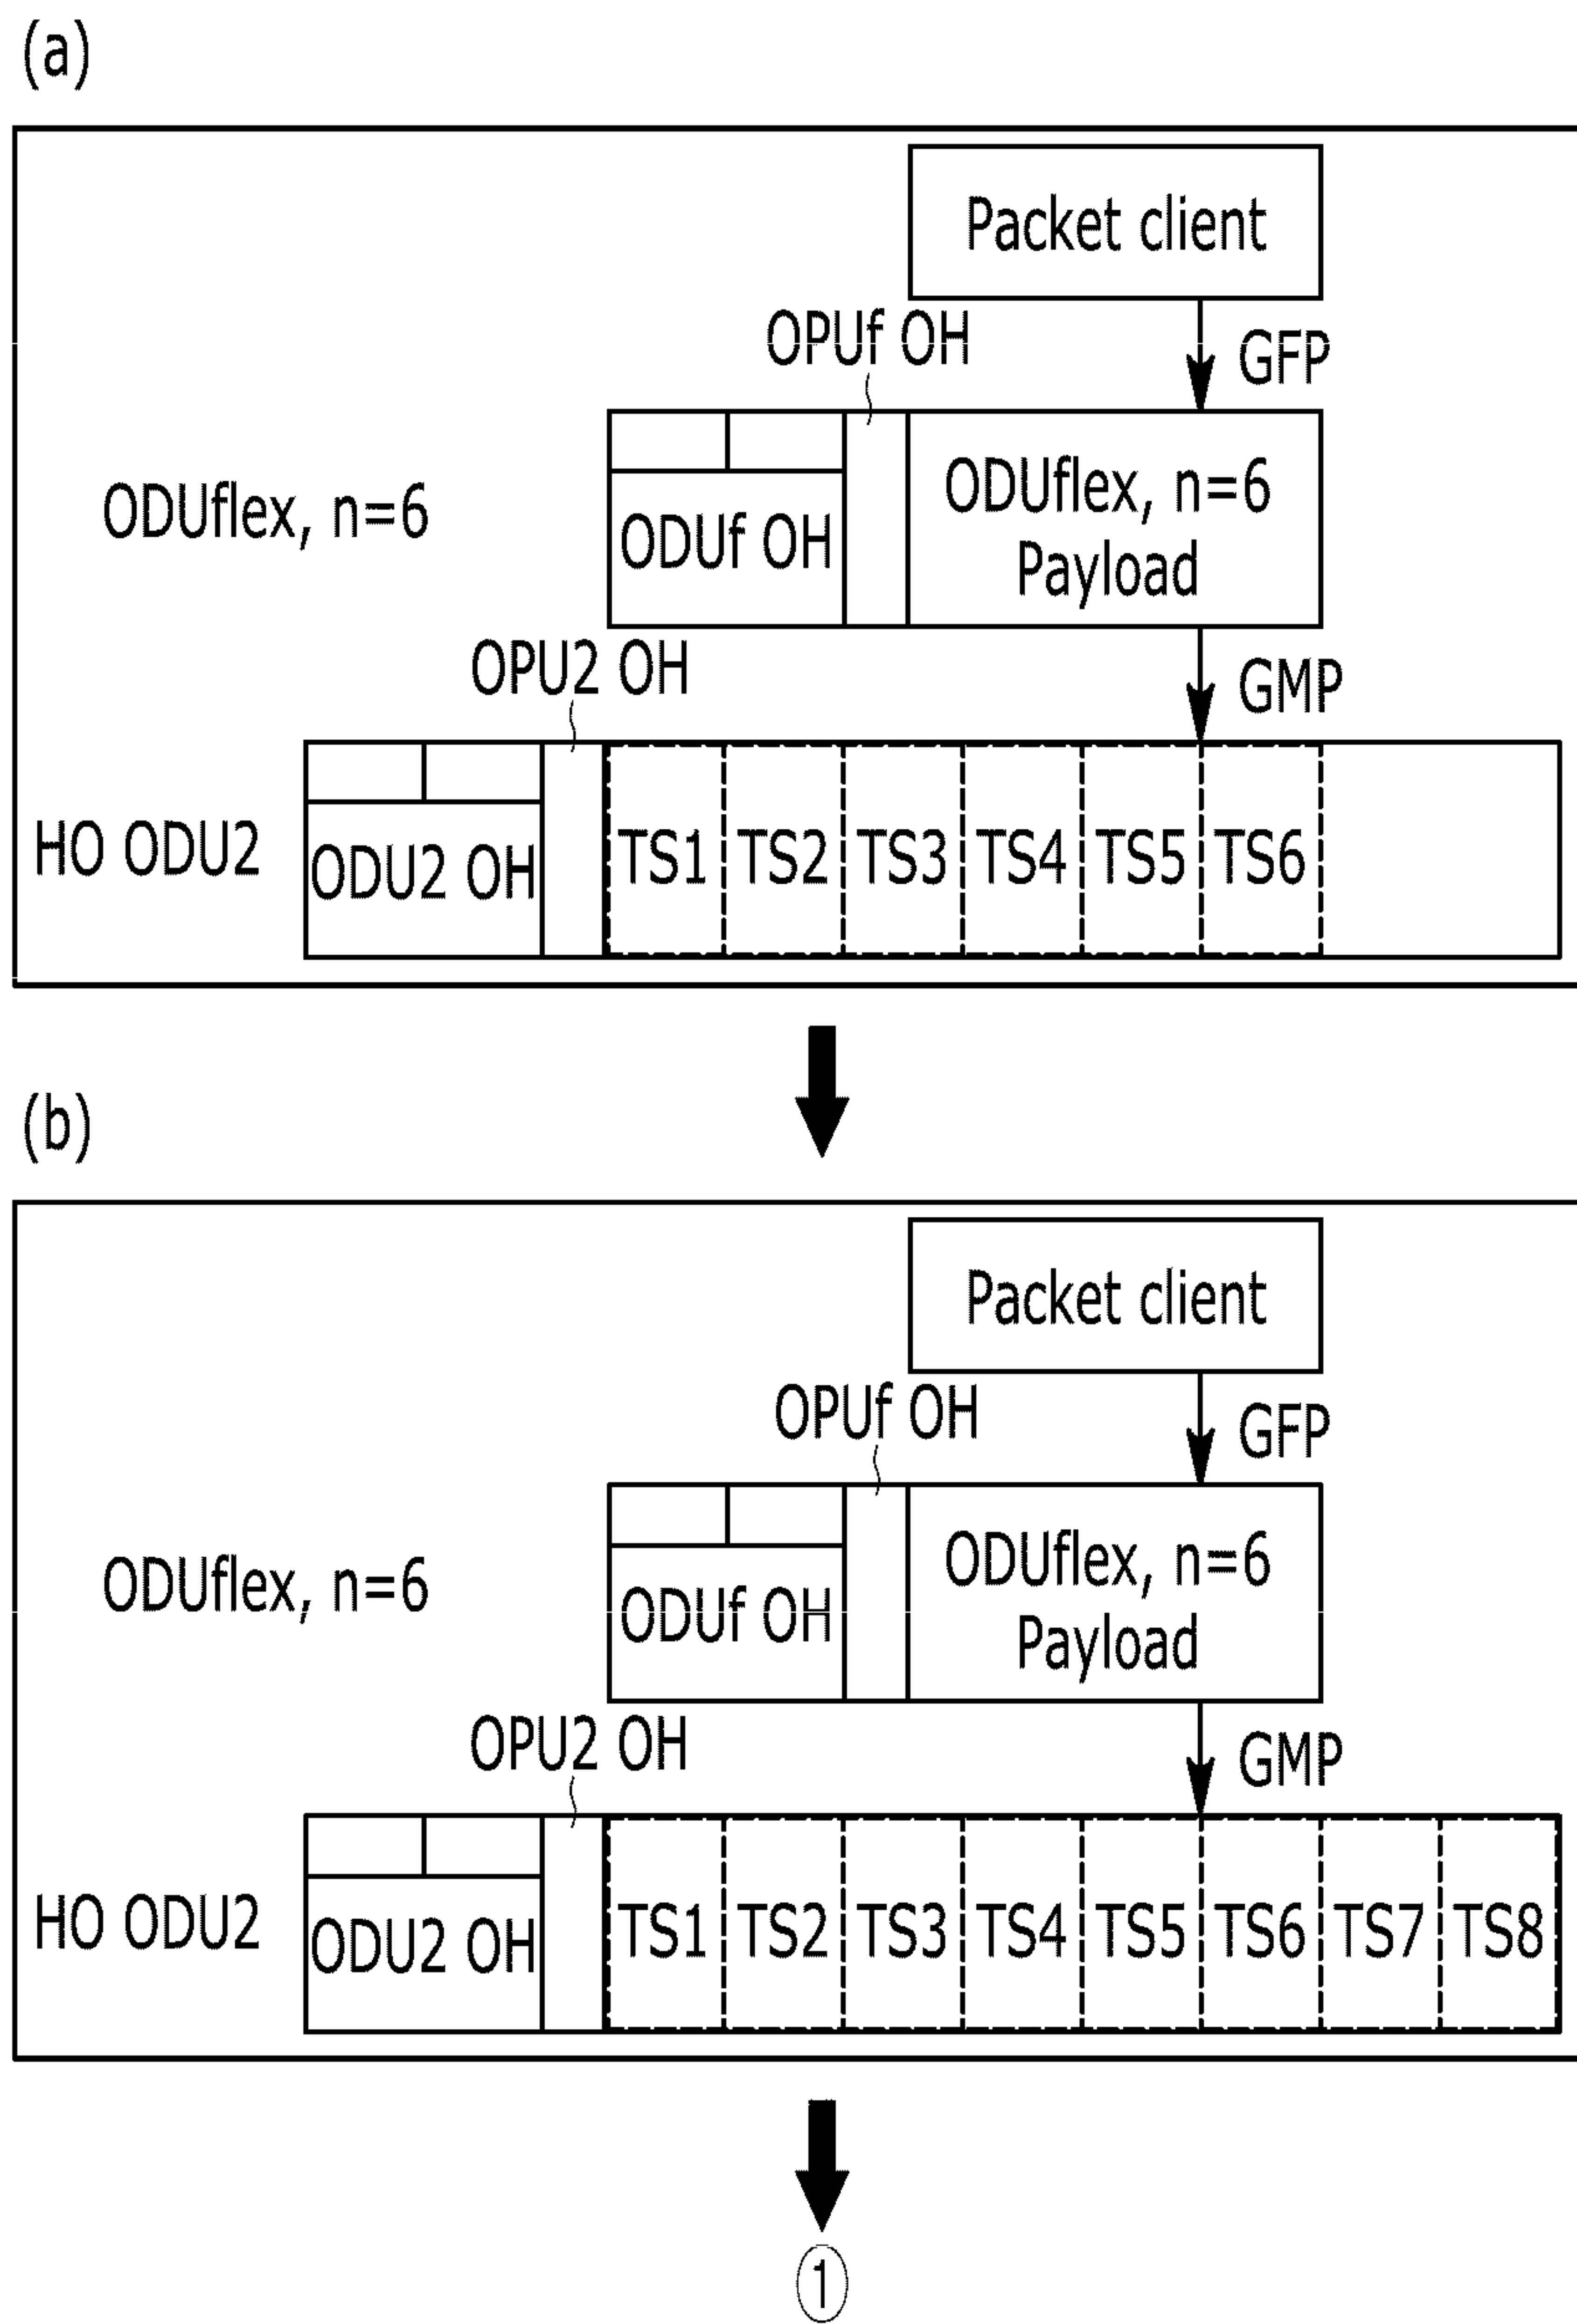 (a)
Packet client
OPUf OH
GFP
ODUflex, n=6
ODUf OH
ODUflex, n=6
Payload
OPU2 OH
GMP
HO ODU2
ODU2 OH
TS1 TS2 TS3 TS4 TS5 TS6
(b)
Packet client
OPUf OH
GFP
ODUflex, n=6
ODUf OH
ODUflex, n=6
Payload
OPU2 OH
GMP
HO ODU2
ODU2 OH
TS1 TS2 TS3 TS4 TS5 TS6 TS7 TS8
1